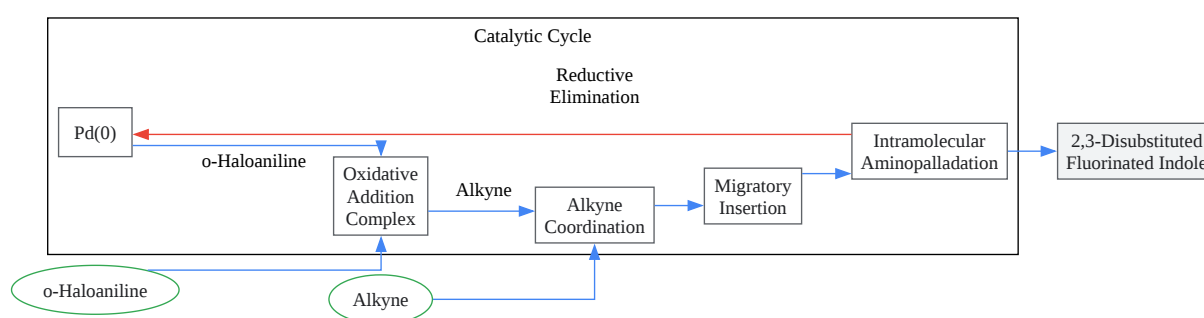 Catalytic Cycle
Reductive
Elimination
Pd(0)
o-Haloaniline
Oxidative
Addition
Complex
Alkyne
Alkyne
Coordination
Migratory
Insertion
Intramolecular
Aminopalladation
2,3-Disubstituted
Fluorinated Indole
o-Haloaniline
Alkyne